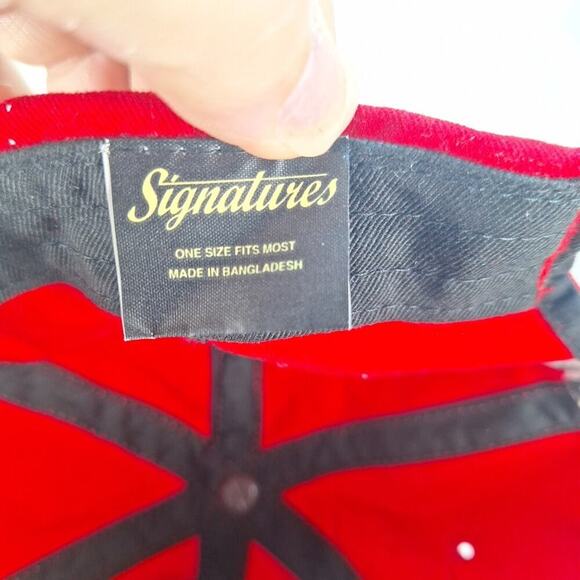 Signatures
ONE SIZE FITS MOST
MADE IN BANGLADESH